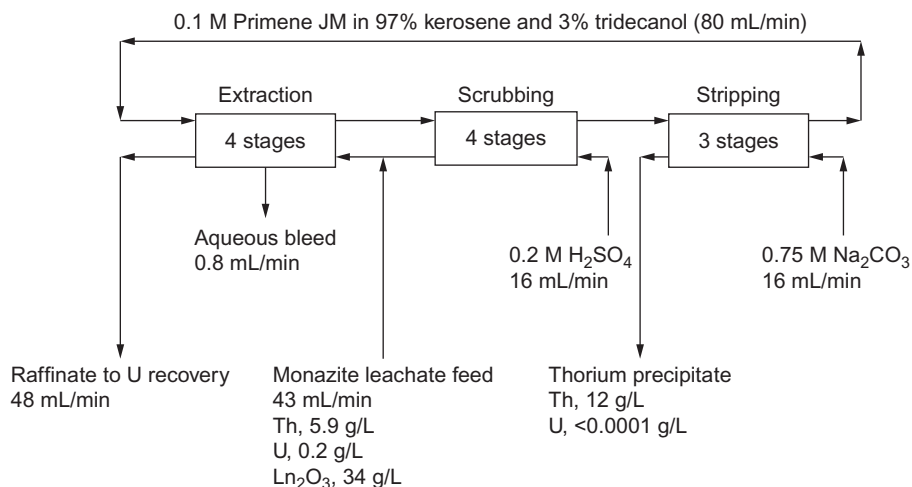 0.1 M Primene JM in 97% kerosene and 3% tridecanol (80 mL/min)
Extraction
Scrubbing
Stripping
4 stages
4 stages
3 stages
Aqueous bleed
0.8 mL/min
0.2 M H₂SO₄
16 mL/min
0.75 M Na₂CO₃
16 mL/min
Raffinate to U recovery
48 mL/min
Monazite leachate feed
43 mL/min
Th, 5.9 g/L
U, 0.2 g/L
Ln₂O₃, 34 g/L
Thorium precipitate
Th, 12 g/L
U, <0.0001 g/L